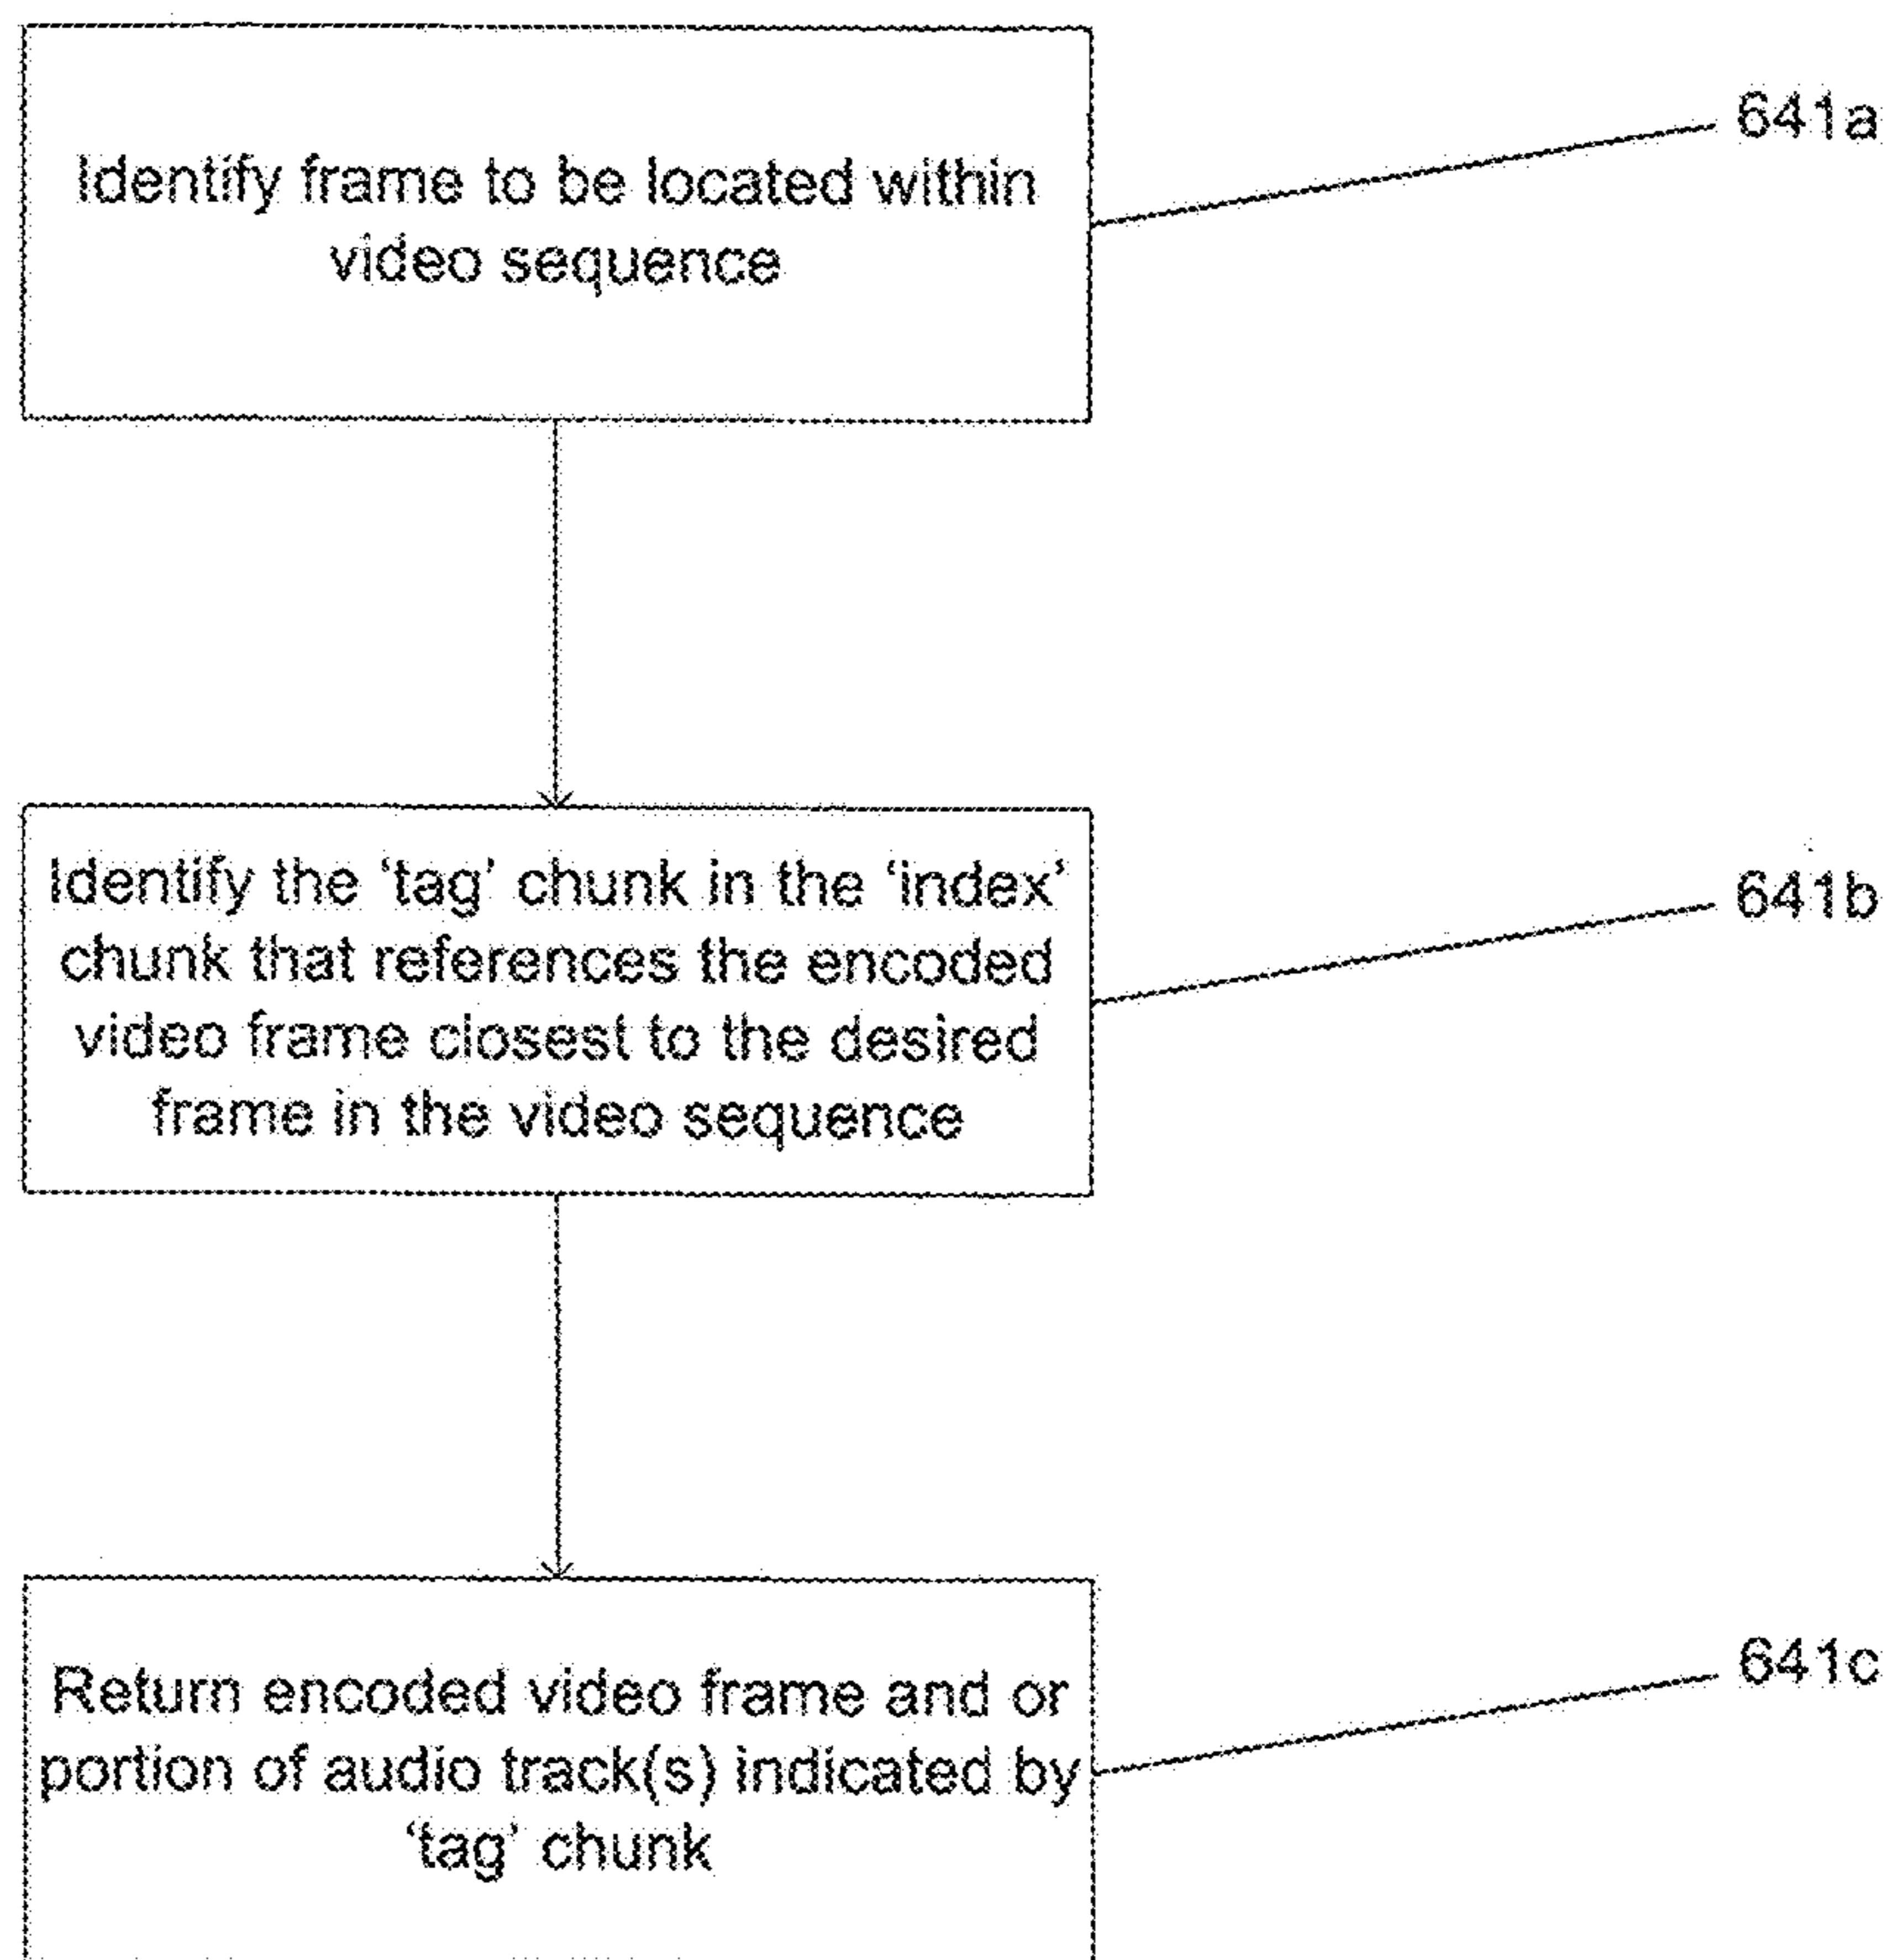 Identify frame to be located within
video sequence
641a
Identify the ‘tag’ chunk in the ‘index’
chunk that references the encoded
video frame closest to the desired
frame in the video sequence
641b
Return encoded video frame and or
portion of audio track(s) indicated by
‘tag’ chunk
641c